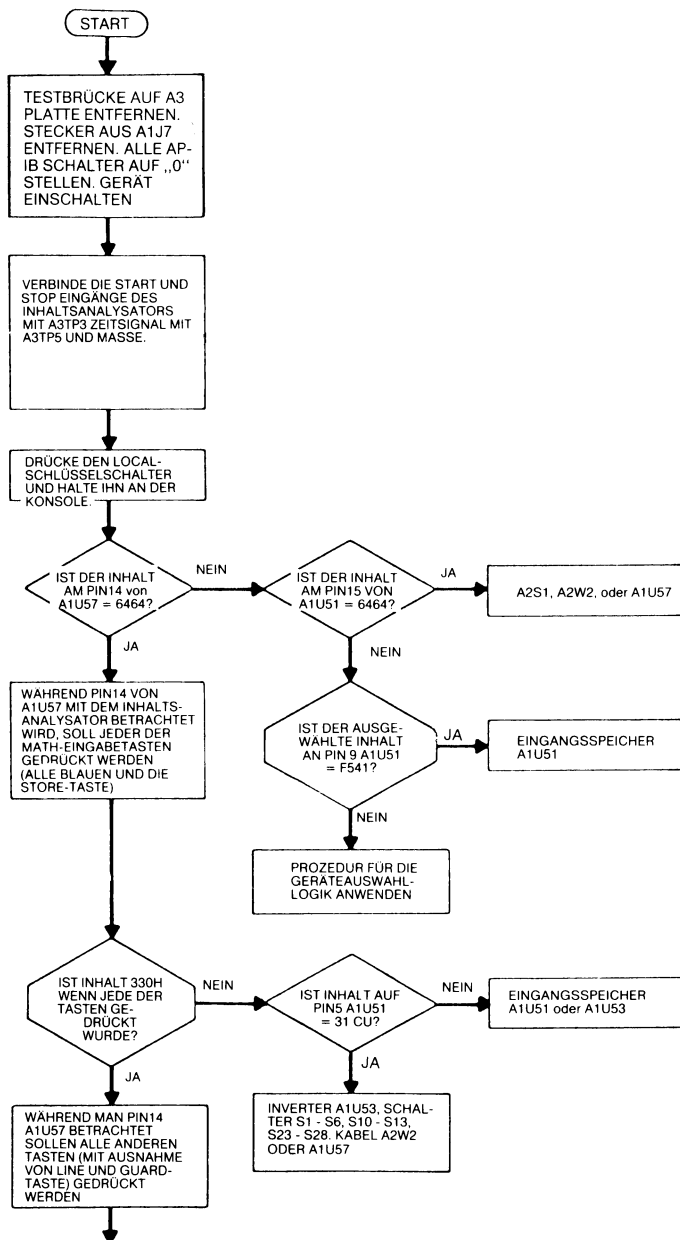 START
TESTBRÜCKE AUF A3
PLATTE ENTFERNEN.
STECKER AUS A1J7
ENTFERNEN. ALLE AP-
IB SCHALTER AUF „0“
STELLEN. GERÄT
EINSCHALTEN
VERBINDE DIE START UND
STOP EINGÄNGE DES
INHALTSANALYSATORS
MIT A3TP3 ZEITSIGNAL MIT
A3TP5 UND MASSE.
DRÜCKE DEN LOCAL-
SCHLÜSSELSCHALTER
UND HALTE IHN AN DER
KONSOLE.
IST DER INHALT
AM PIN14 von
A1U57 = 6464?
NEIN
IST DER INHALT
AM PIN15 VON
A1U51 = 6464?
JA
A2S1, A2W2, oder A1U57
JA
NEIN
WÄHREND PIN14 VON
A1U57 MIT DEM INHALTS-
ANALYSATOR BETRACHTET
WIRD, SOLL JEDER DER
MATH-EINGABETASTEN
GEDRÜCKT WERDEN
(ALLE BLAUEN UND DIE
STORE-TASTE)
IST DER AUSGE-
WÄHLTE INHALT
AN PIN 9 A1U51
= F541?
JA
EINGANGSSPEICHER
A1U51
NEIN
PROZEDUR FÜR DIE
GERÄTEAUSWAHL-
LOGIK ANWENDEN
IST INHALT 330H
WENN JEDE DER
TASTEN GE-
DRÜCKT
WURDE?
NEIN
IST INHALT AUF
PIN5 A1U51
= 31 CU?
NEIN
EINGANGSSPEICHER
A1U51 oder A1U53
JA
JA
WÄHREND MAN PIN14
A1U57 BETRACHTET
SOLLEN ALLE ANDEREN
TASTEN (MIT AUSNAHME
VON LINE UND GUARD-
TASTE) GEDRÜCKT
WERDEN
INVERTER A1U53, SCHAL-
TER S1 - S6, S10 - S13,
S23 - S28. KABEL A2W2
ODER A1U57